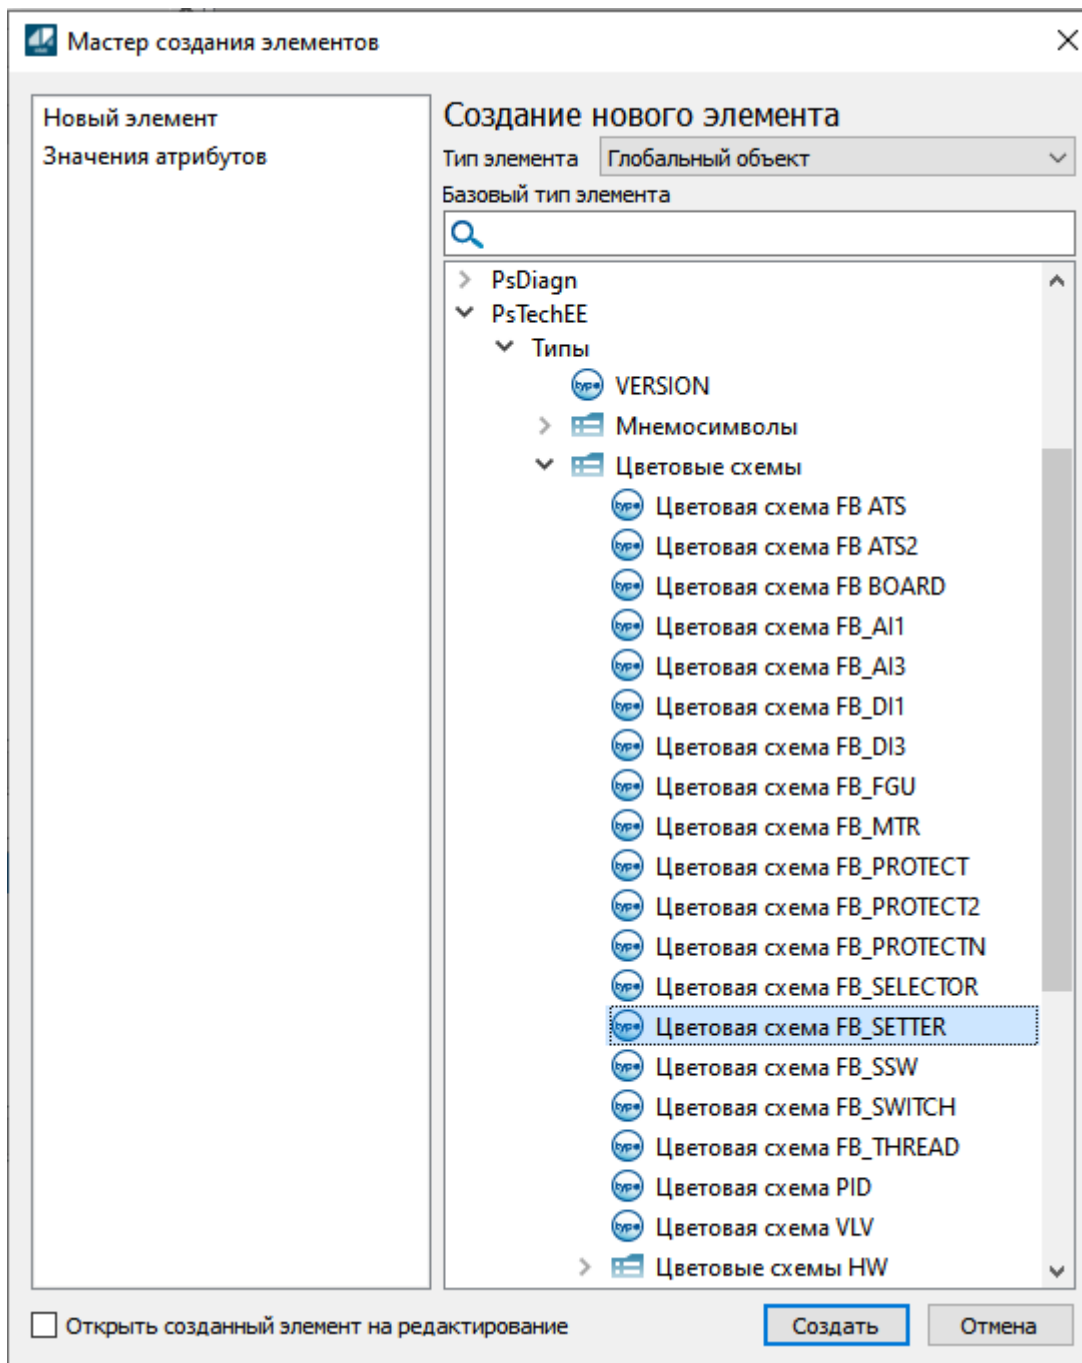 Мастер создания элементов
Новый элемент
Значения атрибутов
Создание нового элемента
Тип элемента Глобальный объект
Базовый тип элемента
PsDiagn
PsTechEE
Типы
VERSION
Мнемосимволы
Цветовые схемы
Цветовая схема FB ATS
Цветовая схема FB ATS2
Цветовая схема FB BOARD
Цветовая схема FB_AI1
Цветовая схема FB_AI3
Цветовая схема FB_DI1
Цветовая схема FB_DI3
Цветовая схема FB_FGU
Цветовая схема FB_MTR
Цветовая схема FB_PROTECT
Цветовая схема FB_PROTECT2
Цветовая схема FB_PROTECTN
Цветовая схема FB_SELECTOR
Цветовая схема FB_SETTER
Цветовая схема FB_SSW
Цветовая схема FB_SWITCH
Цветовая схема FB_THREAD
Цветовая схема PID
Цветовая схема VLV
Цветовые схемы HW
Открыть созданный элемент на редактирование
Создать
Отмена